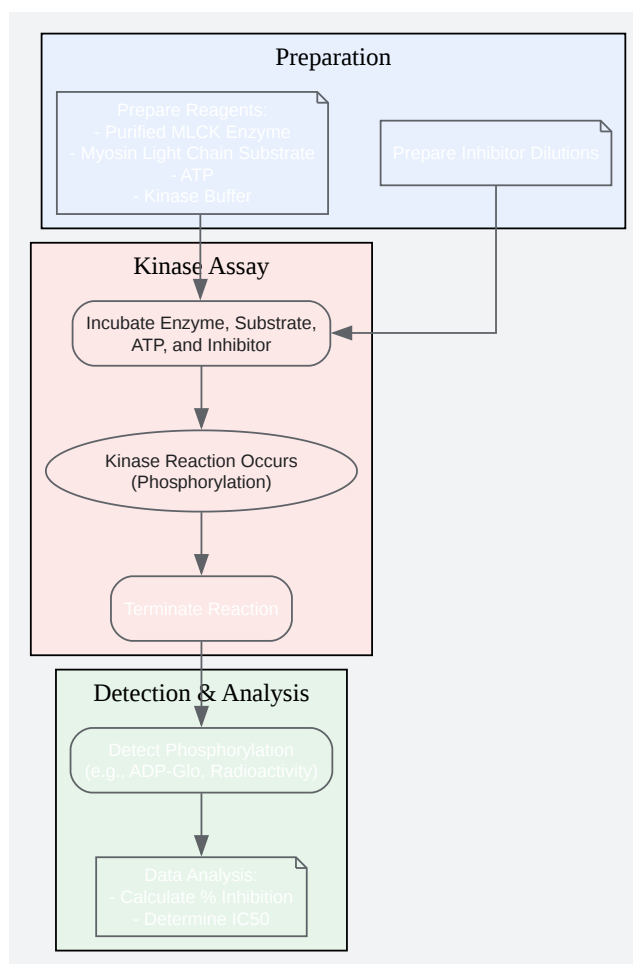 Preparation
Prepare Reagents:
- Purified MLCK Enzyme
- Myosin Light Chain Substrate
- ATP
- Kinase Buffer
Prepare Inhibitor Dilutions
Kinase Assay
Incubate Enzyme, Substrate,
ATP, and Inhibitor
Kinase Reaction Occurs
(Phosphorylation)
Terminate Reaction
Detection & Analysis
Detect Phosphorylation
(e.g., ADP-Glo, Radioactivity)
Data Analysis:
- Calculate % Inhibition
- Determine IC50